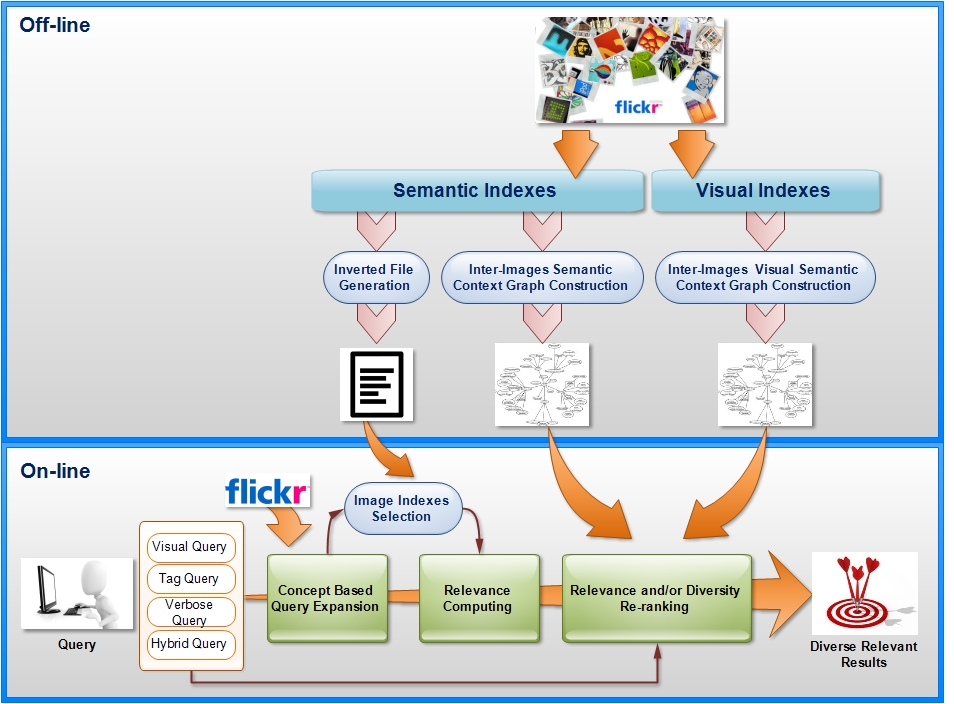 Off-line
flickr
Semantic Indexes
Visual Indexes
Inverted File
Generation
Inter-Images Semantic
Context Graph Construction
Inter-Images Visual Semantic
Context Graph Construction
On-line
flickr
Image Indexes
Selection
Visual Query
Tag Query
Verbose
Query
Hybrid Query
Query
Concept Based
Query Expansion
Relevance
Computing
Relevance and/or Diversity
Re-ranking
Diverse Relevant
Results